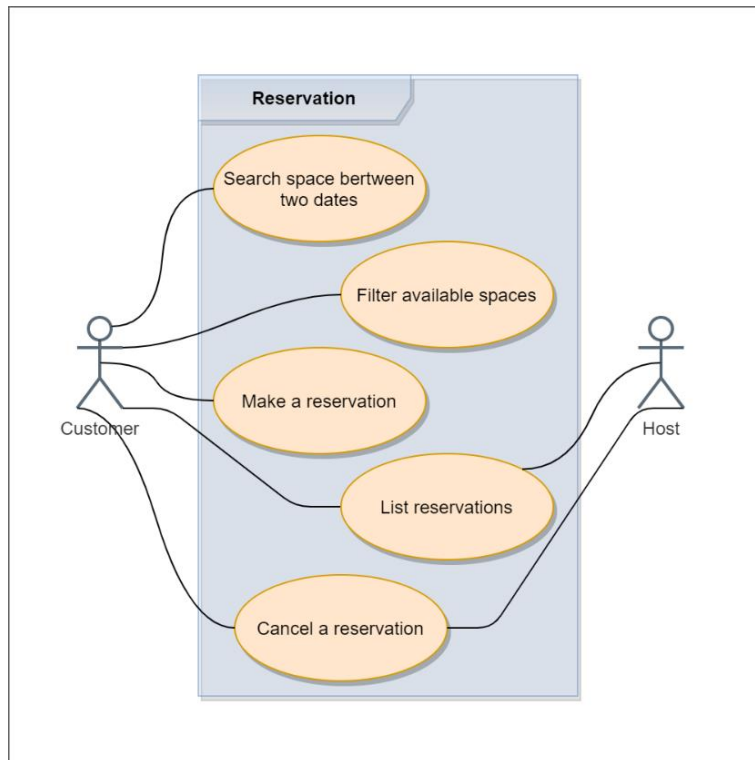 Reservation
Search space bertween
two dates
Filter available spaces
Make a reservation
Customer
Host
List reservations
Cancel a reservation